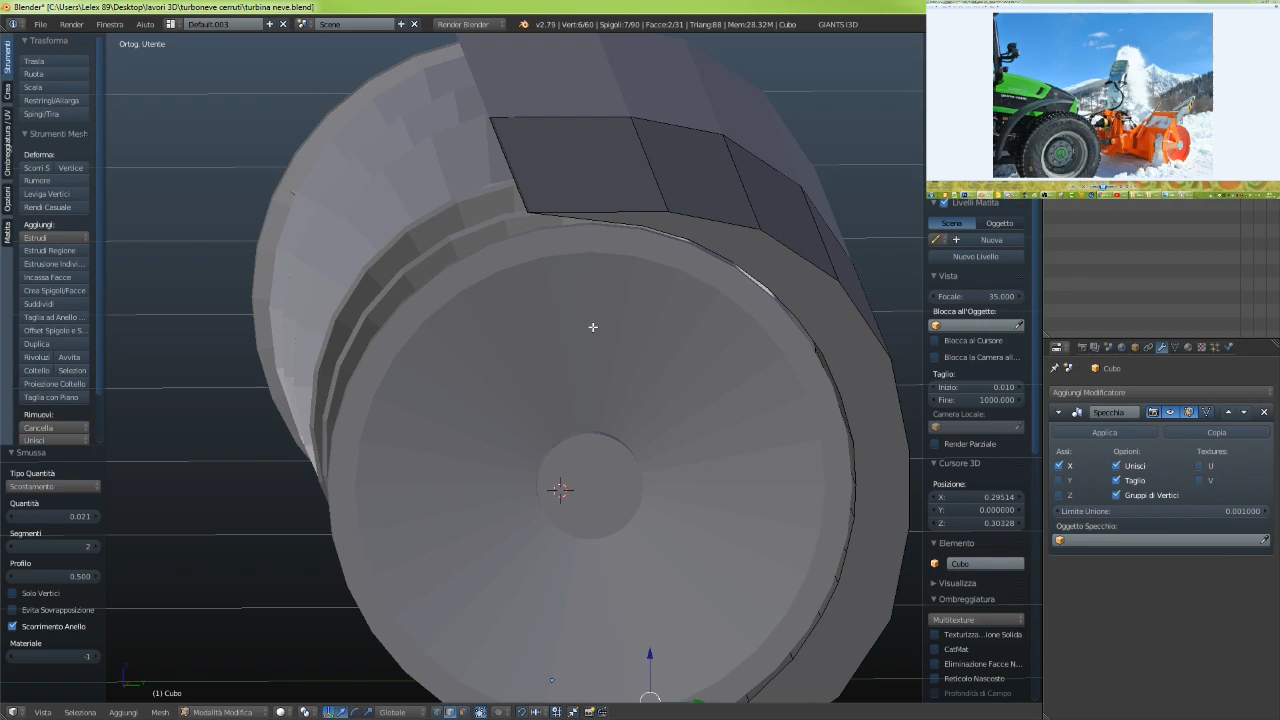 Blender* [C:\Users\elex 89\Desktop\lavori 3D\turboneve cerruti\turbina neve.blend]
File Finestra Aiuto Default.003 Scene Blender Render v2.79 | Verti:6/60 | Spigoli:7/90 | Facce:2/31 | Triang:88 | Mem:28.32M | Cubo GIANTS i3D
Strumenti
Crea
Ombreggiatura / UV
Opzioni
Matita
Trasforma
Trasla
Ruota
Scala
Restringi/Allarga
Spingi/Tira
Strumenti Mesh
Deforma:
Scorri S Vertice
Rumore
Leviga Vertici
Rendi Casuale
Aggiungi:
Estrudi
Estrudi Regione
Estrusione Indivi...
Incassa Facce
Crea Spigoli/Facce
Suddividi
Taglia ad Anello ...
Offset Spigolo e S...
Duplica
Rivoluz Avvita
Coltello Selezion
Proiezione Coltello
Taglia con Piano
Rimuovi:
Cancella
Unisci
Smussa
Tipo Quantità
Scostamento
Quantità
0.021
Segmenti
2
Profilo
0.500
Solo Vertici
Evita Sovrapposizione
Scorrimento Anello
Materiale
-1
Ortog. Utente
(1) Cubo
Vista Seleziona Aggiungi Mesh Modalità Modifica Globale
Livelli Matita
Scena Oggetto
Nuova
Nuovo Livello
Vista
Focale: 35.000
Blocca all'Oggetto:
Blocca al Cursore
Blocca la Camera all...
Taglio:
Inizio: 0.010
Fine: 1000.000
Camera Locale:
Render Parziale
Cursore 3D
Posizione:
X: 0.29514
Y: 0.000000
Z: 0.30328
Elemento
Cubo
Visualizza
Ombreggiatura
Multitexture
Texturizza...ione Solida
CatMat
Eliminazione Facce N...
Reticolo Nascosto
Profondità di Campo
Cubo
Aggiungi Modificatore
Specchia
Applica Copia
Assi: Opzioni: Textures:
X Unisci U
Y Taglio V
Z Gruppi di Vertici
Limite Unione: 0.001000
Oggetto Specchio: